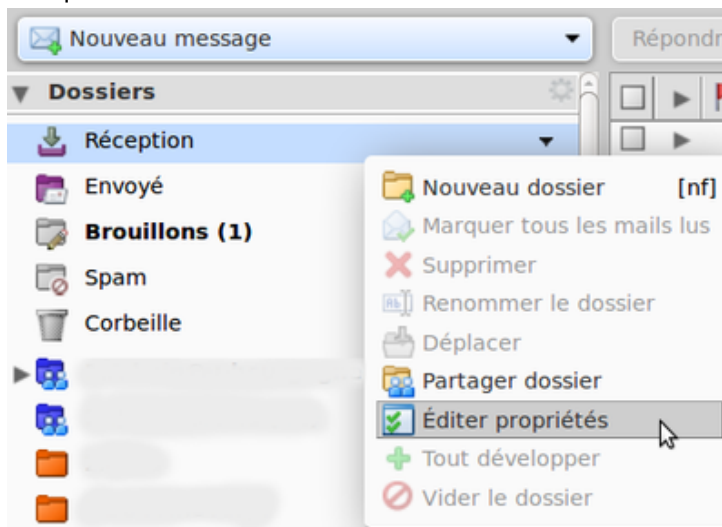 Nouveau message
Répondr
Dossiers
Réception
Envoyé
Brouillons (1)
Spam
Corbeille
Nouveau dossier [nf]
Marquer tous les mails lus
Supprimer
Renommer le dossier
Déplacer
Partager dossier
Éditer propriétés
Tout développer
Vider le dossier